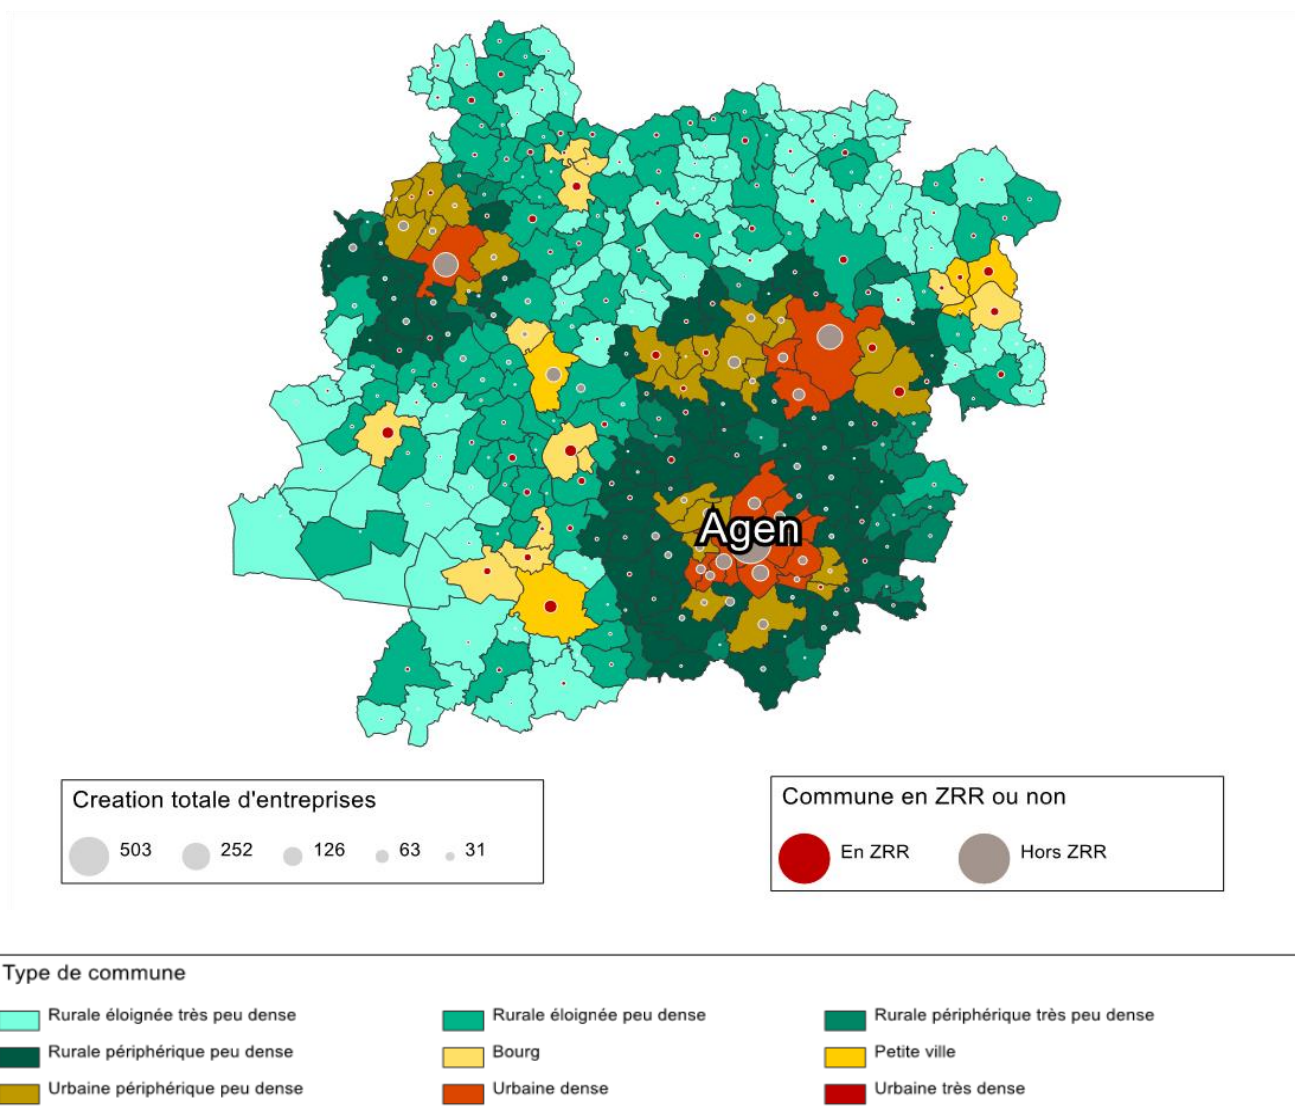 Agen
Creation totale d'entreprises
503 252 126 63 31
Commune en ZRR ou non
En ZRR Hors ZRR
Type de commune
Rurale éloignée très peu dense Rurale éloignée peu dense Rurale périphérique très peu dense
Rurale périphérique peu dense Bourg Petite ville
Urbaine périphérique peu dense Urbaine dense Urbaine très dense